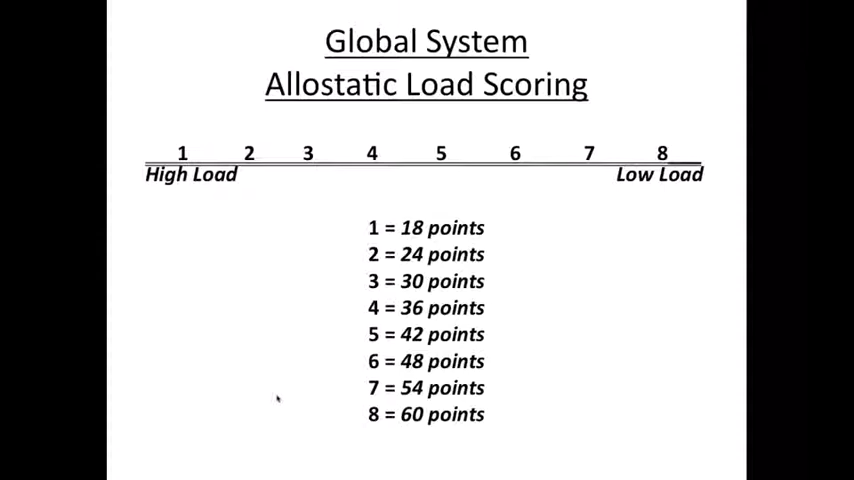 Global System
Allostatic Load Scoring
1 2 3 4 5 6 7 8
High Load Low Load
1 = 18 points
2 = 24 points
3 = 30 points
4 = 36 points
5 = 42 points
6 = 48 points
7 = 54 points
8 = 60 points